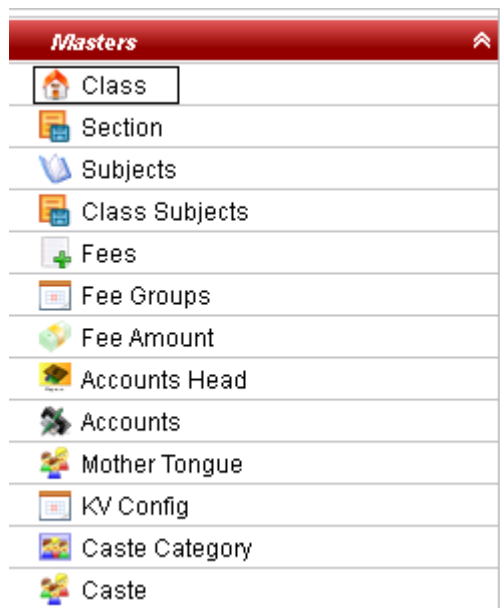 Masters
Class
Section
Subjects
Class Subjects
Fees
Fee Groups
Fee Amount
Accounts Head
Accounts
Mother Tongue
KV Config
Caste Category
Caste